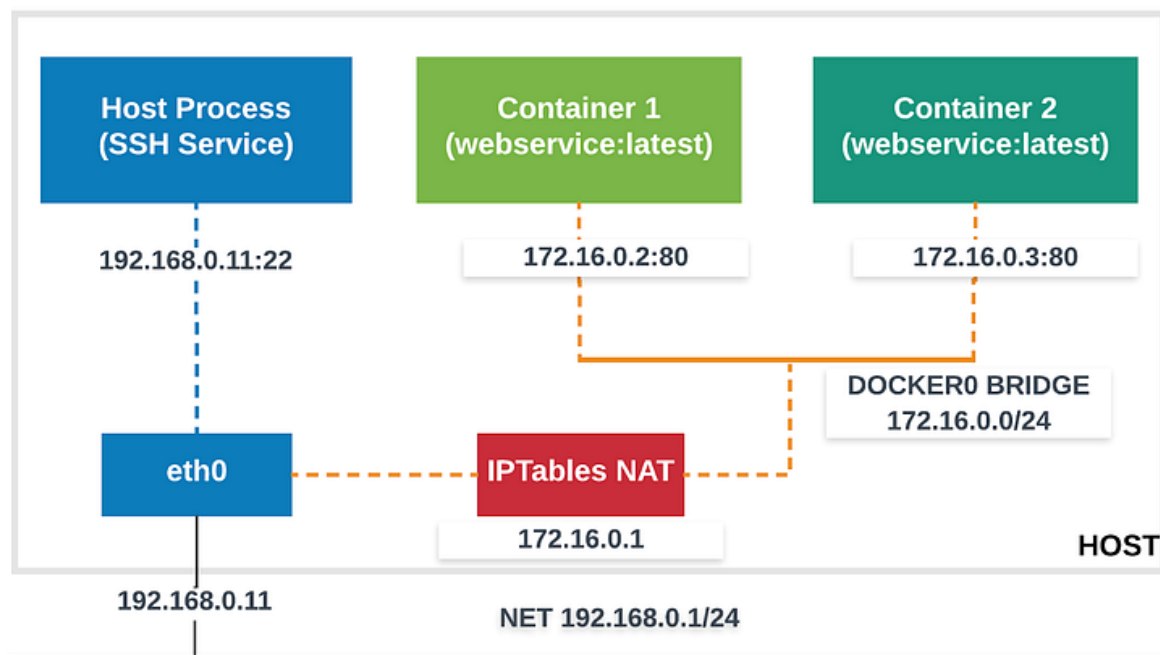 Host Process
(SSH Service)
Container 1
(webservice:latest)
Container 2
(webservice:latest)
192.168.0.11:22
172.16.0.2:80
172.16.0.3:80
DOCKER0 BRIDGE
172.16.0.0/24
eth0
IPTables NAT
172.16.0.1
HOST
192.168.0.11
NET 192.168.0.1/24